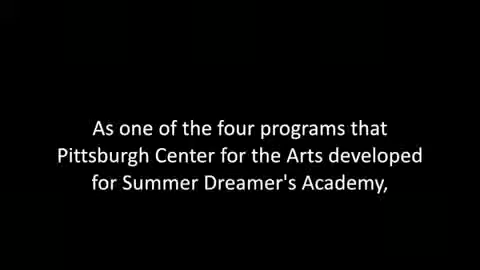 As one of the four programs that
Pittsburgh Center for the Arts developed
for Summer Dreamer's Academy,